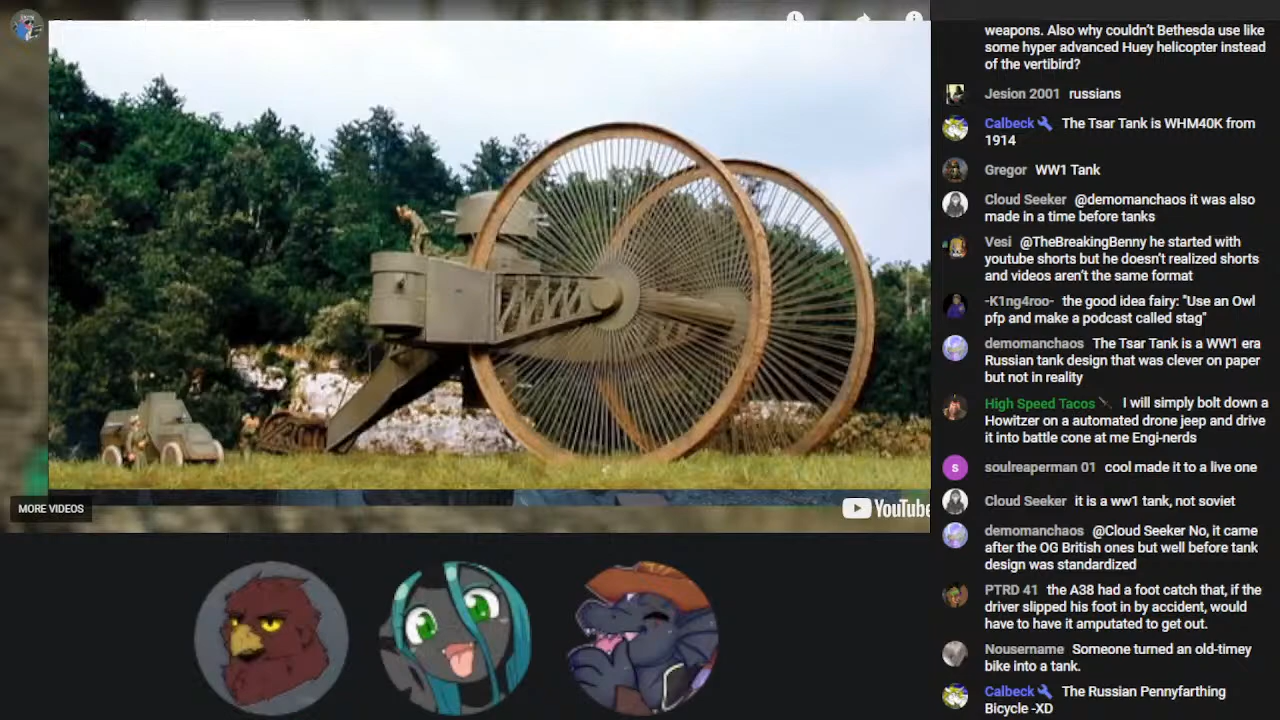 MORE VIDEOS
YouTube
weapons. Also why couldn't Bethesda use like
some hyper advanced Huey helicopter instead
of the vertibird?
Jesion 2001 russians
Calbeck The Tsar Tank is WHM40K from
1914
Gregor WW1 Tank
Cloud Seeker @demomanchaos it was also
made in a time before tanks
Vesi @TheBreakingBenny he started with
youtube shorts but he doesn't realized shorts
and videos aren't the same format
-K1ng4roo- the good idea fairy: "Use an Owl
pfp and make a podcast called stag"
demomanchaos The Tsar Tank is a WW1 era
Russian tank design that was clever on paper
but not in reality
High Speed Tacos I will simply bolt down a
Howitzer on a automated drone jeep and drive
it into battle cone at me Engi-nerds
s soulreaperman 01 cool made it to a live one
Cloud Seeker it is a ww1 tank, not soviet
demomanchaos @Cloud Seeker No, it came
after the OG British ones but well before tank
design was standardized
PTRD 41 the A38 had a foot catch that, if the
driver slipped his foot in by accident, would
have to have it amputated to get out.
Nousername Someone turned an old-timey
bike into a tank.
Calbeck The Russian Pennyfarthing
Bicycle -XD